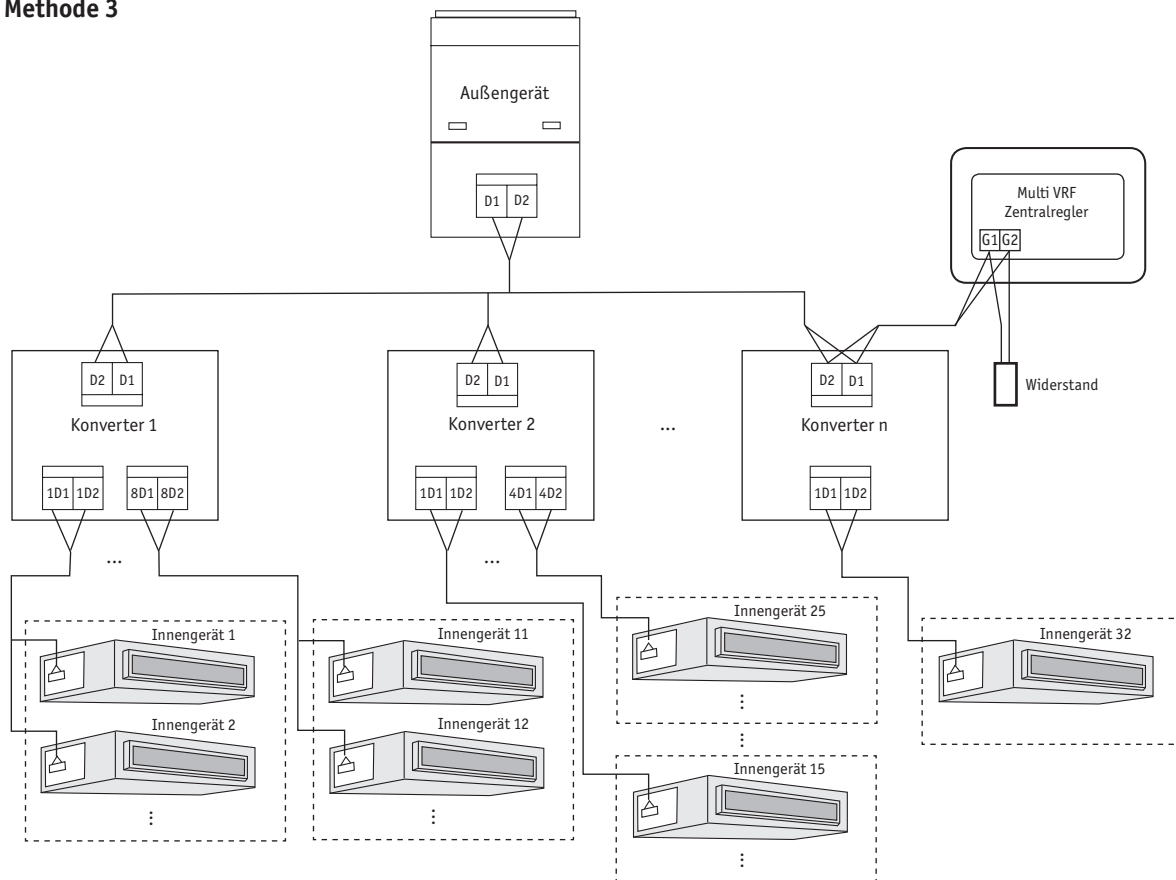 Methode 3
Außengerät
D1 D2
Multi VRF
Zentralregler
G1 G2
Widerstand
D2 D1
Konverter 1
1D1 1D2 8D1 8D2
...
D2 D1
Konverter 2
1D1 1D2 4D1 4D2
...
...
D2 D1
Konverter n
1D1 1D2
Innengerät 1
Innengerät 2
...
Innengerät 11
Innengerät 12
...
Innengerät 25
...
...
Innengerät 15
...
Innengerät 32